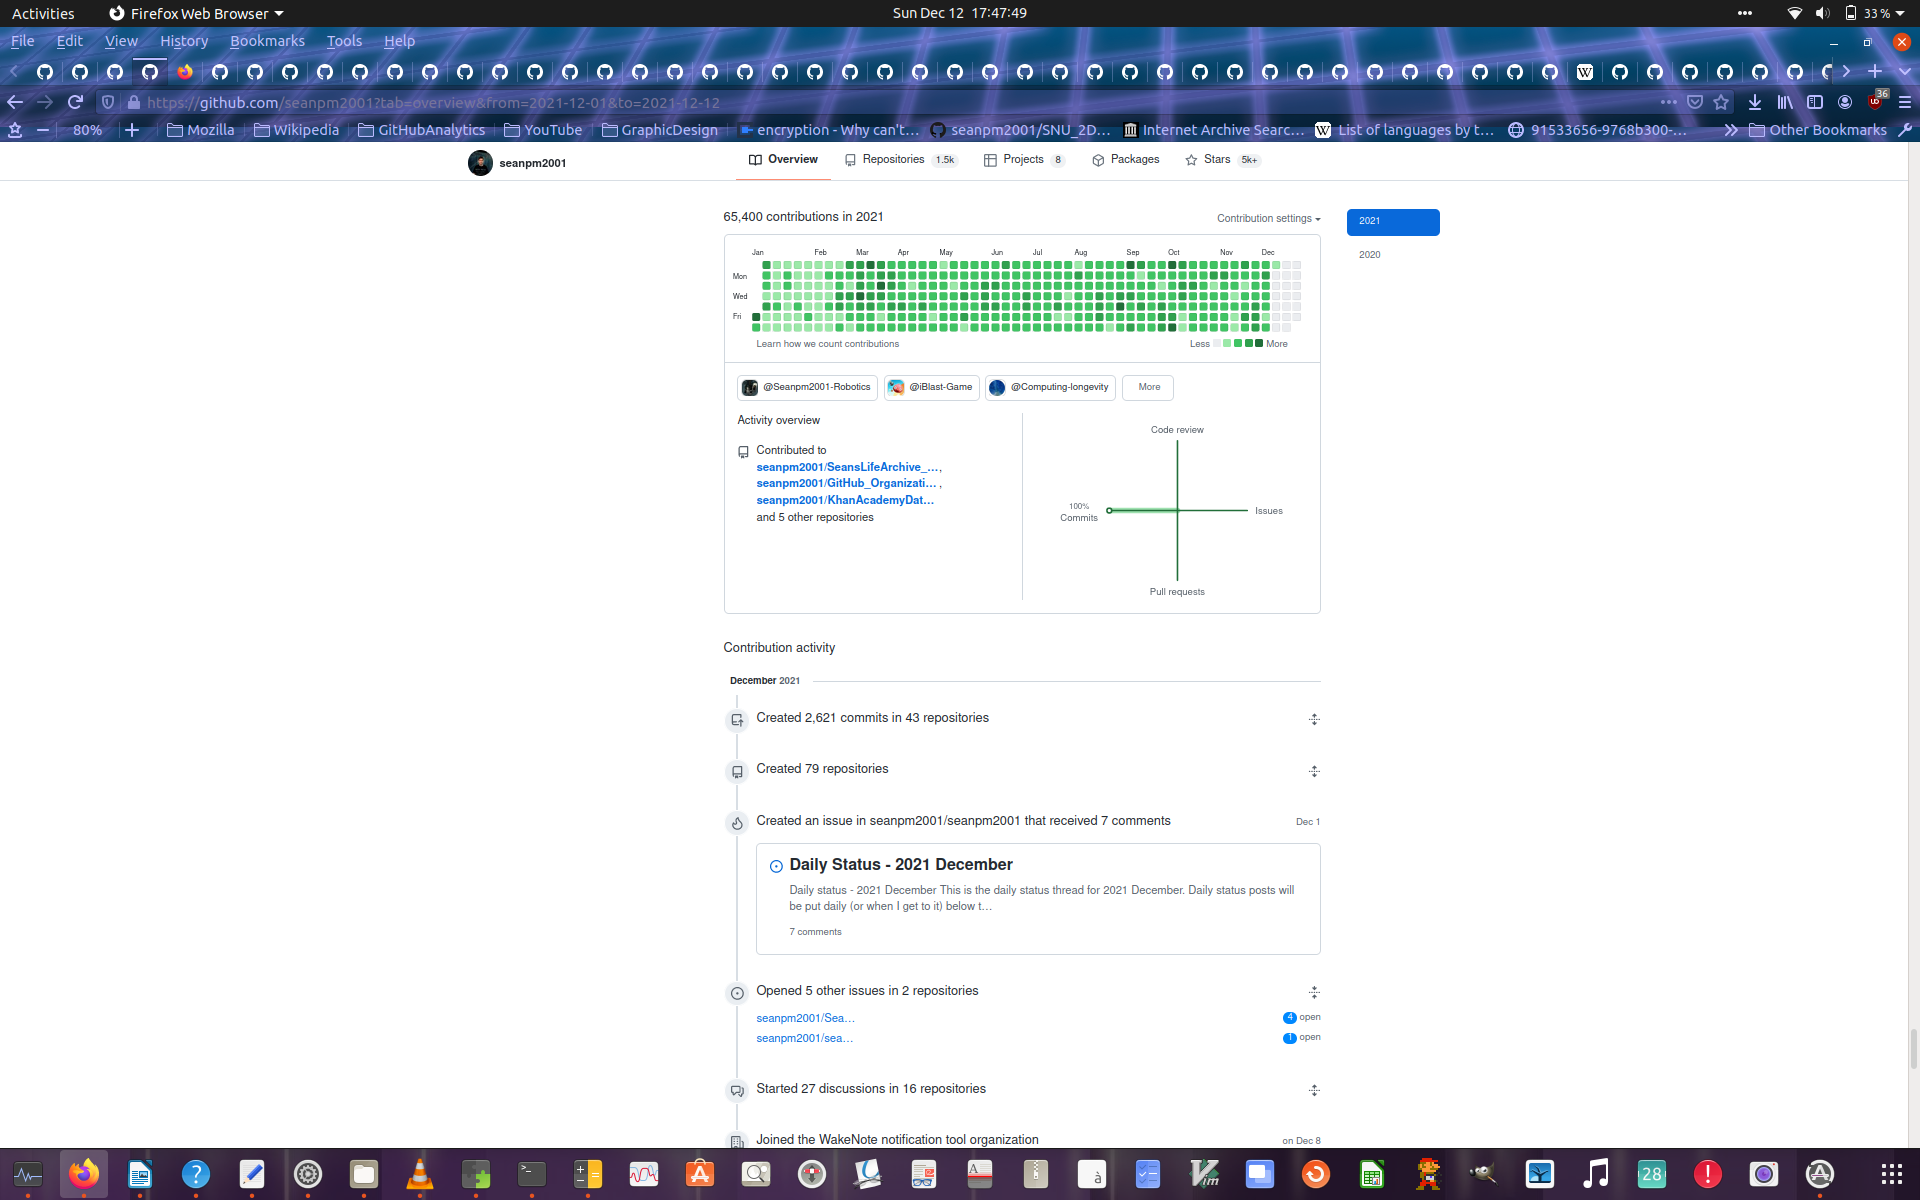 Activities
Firefox Web Browser
Sun Dec 12 17:47:49
33 %
File Edit View History Bookmarks Tools Help
https://github.com/seanpm2001?tab=overview&from=2021-12-01&to=2021-12-12
36
80%
Mozilla
Wikipedia
GitHubAnalytics
YouTube
GraphicDesign
encryption - Why can't…
seanpm2001/SNU_2D…
Internet Archive Searc…
List of languages by t…
91533656-9768b300-…
Other Bookmarks
seanpm2001
Overview
Repositories 1.5k
Projects 8
Packages
Stars 5k+
65,400 contributions in 2021
Contribution settings
2021
2020
Jan Feb Mar Apr May Jun Jul Aug Sep Oct Nov Dec
Mon
Wed
Fri
Learn how we count contributions
Less More
@Seanpm2001-Robotics
@iBlast-Game
@Computing-longevity
More
Activity overview
Contributed to
seanpm2001/SeansLifeArchive_…,
seanpm2001/GitHub_Organizati… ,
seanpm2001/KhanAcademyDat…
and 5 other repositories
Code review
100%
Commits
Issues
Pull requests
Contribution activity
December 2021
Created 2,621 commits in 43 repositories
Created 79 repositories
Created an issue in seanpm2001/seanpm2001 that received 7 comments
Dec 1
Daily Status - 2021 December
Daily status - 2021 December This is the daily status thread for 2021 December. Daily status posts will
be put daily (or when I get to it) below t…
7 comments
Opened 5 other issues in 2 repositories
seanpm2001/Sea…
4 open
seanpm2001/sea…
1 open
Started 27 discussions in 16 repositories
Joined the WakeNote notification tool organization
on Dec 8
28